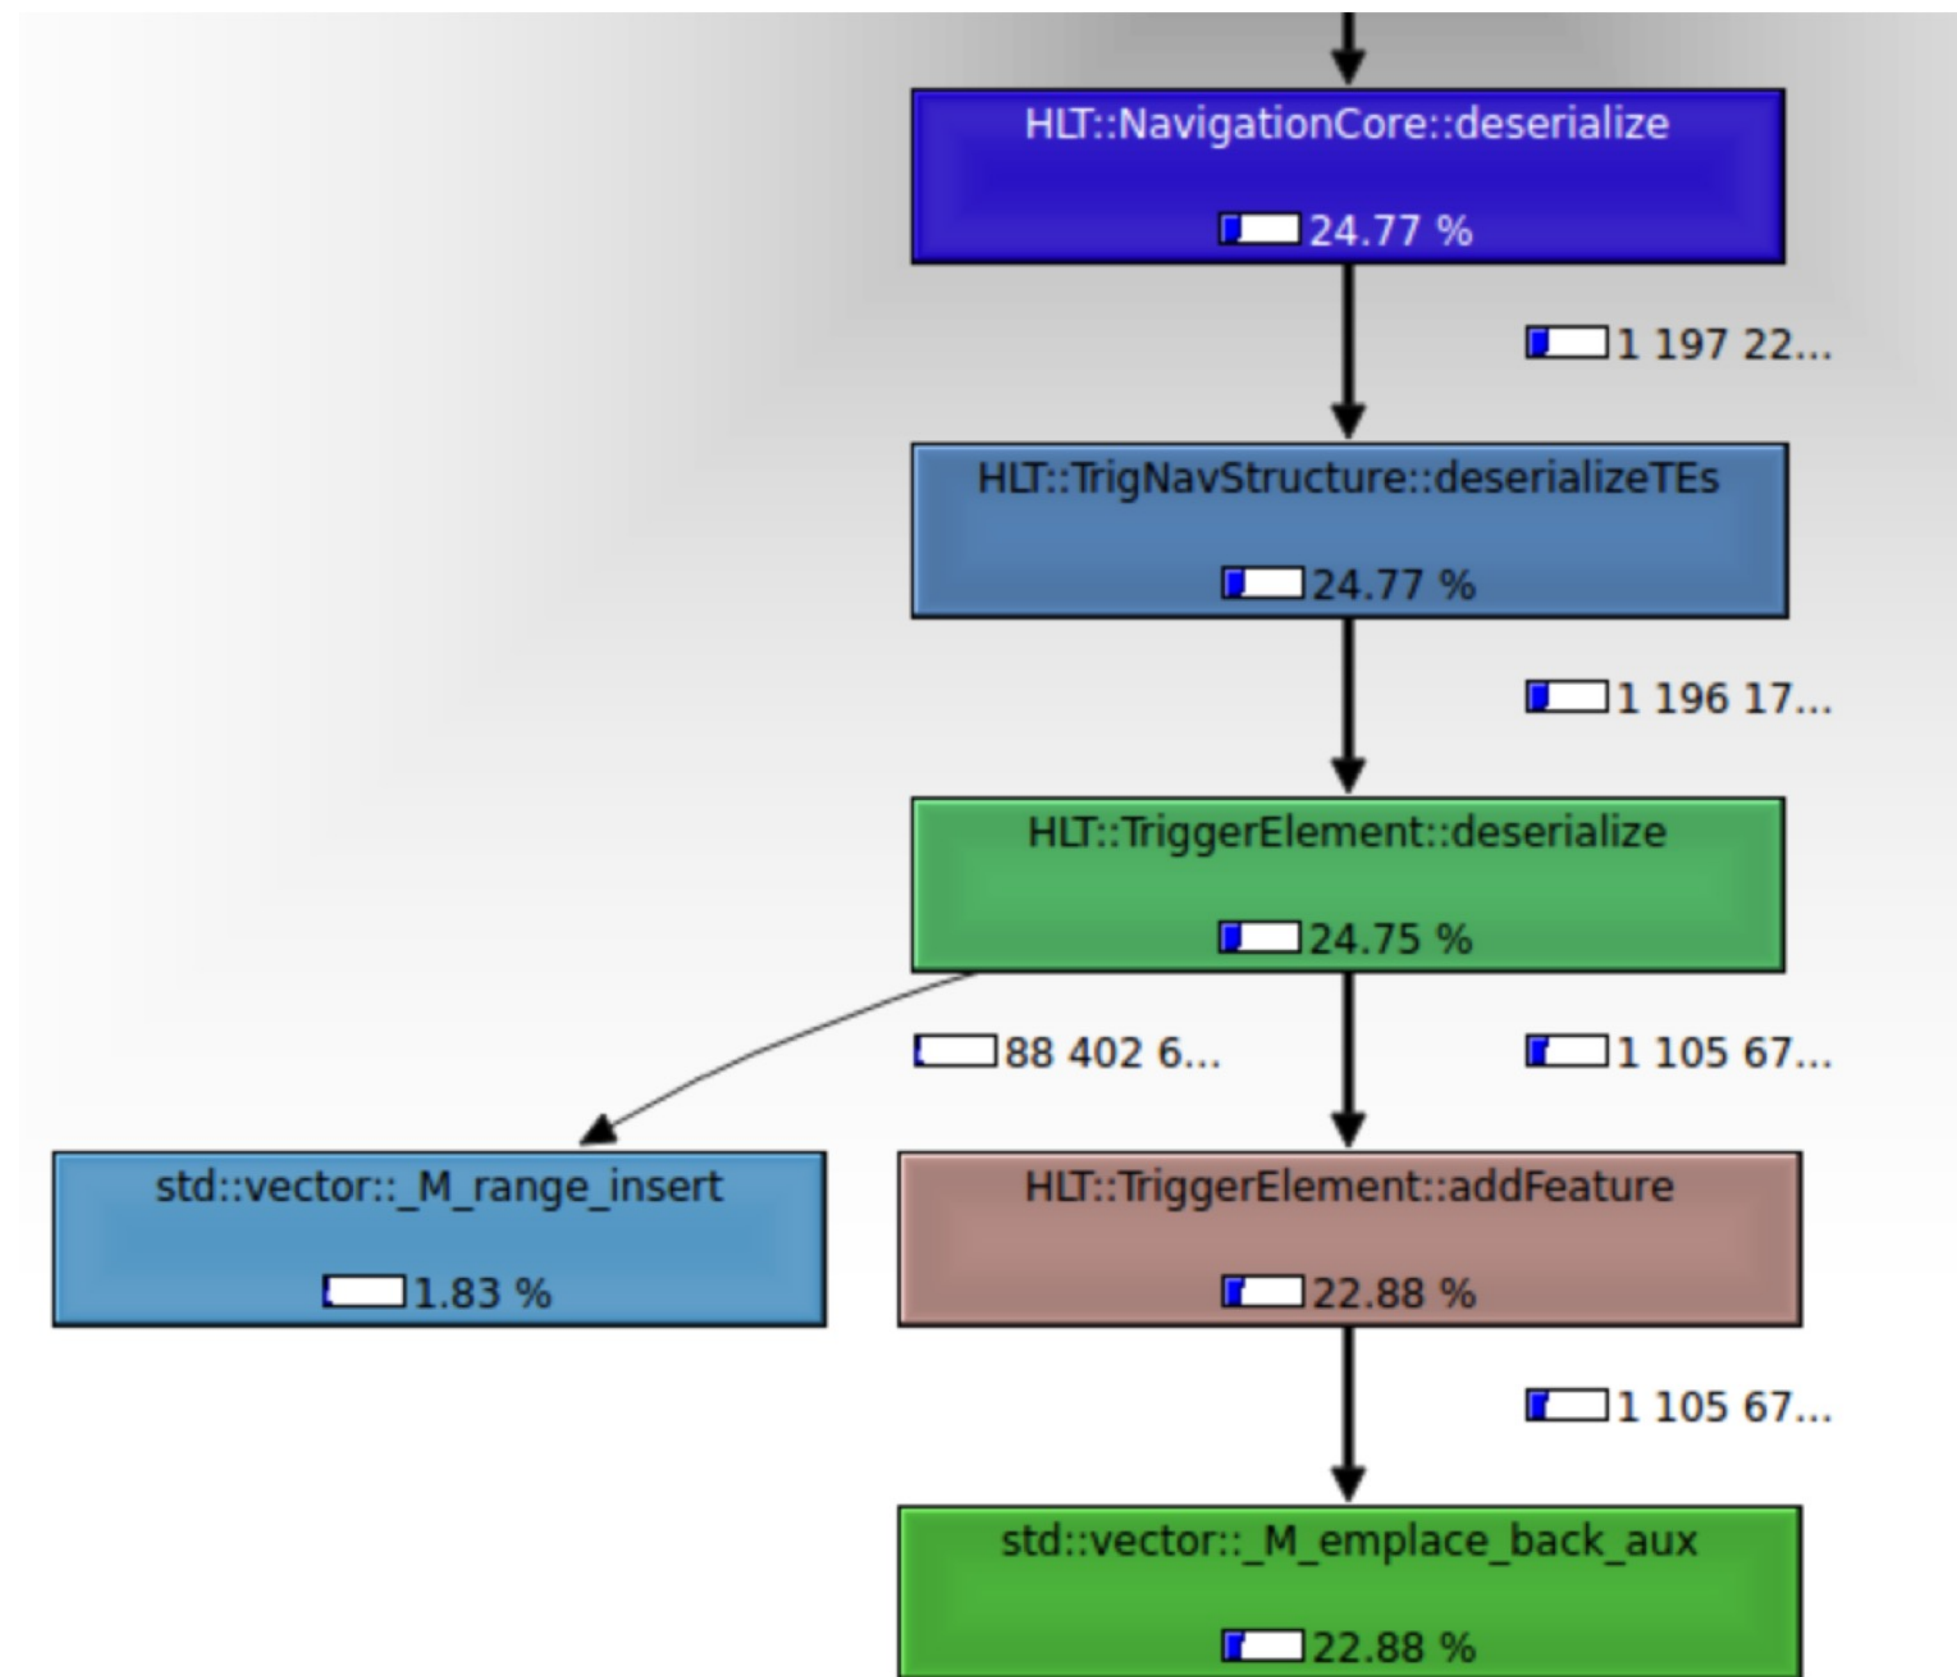 HLT::NavigationCore::deserialize
24.77 %
1 197 22...
HLT::TrigNavStructure::deserializeTEs
24.77 %
1 196 17...
HLT::TriggerElement::deserialize
24.75 %
88 402 6...
1 105 67...
std::vector::_M_range_insert
1.83 %
HLT::TriggerElement::addFeature
22.88 %
1 105 67...
std::vector::_M_emplace_back_aux
22.88 %